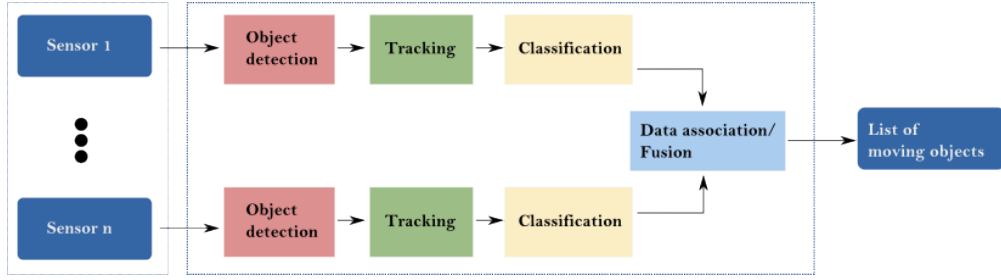 Sensor 1
Object
detection
Tracking
Classification
Data association/
Fusion
List of
moving objects
Sensor n
Object
detection
Tracking
Classification